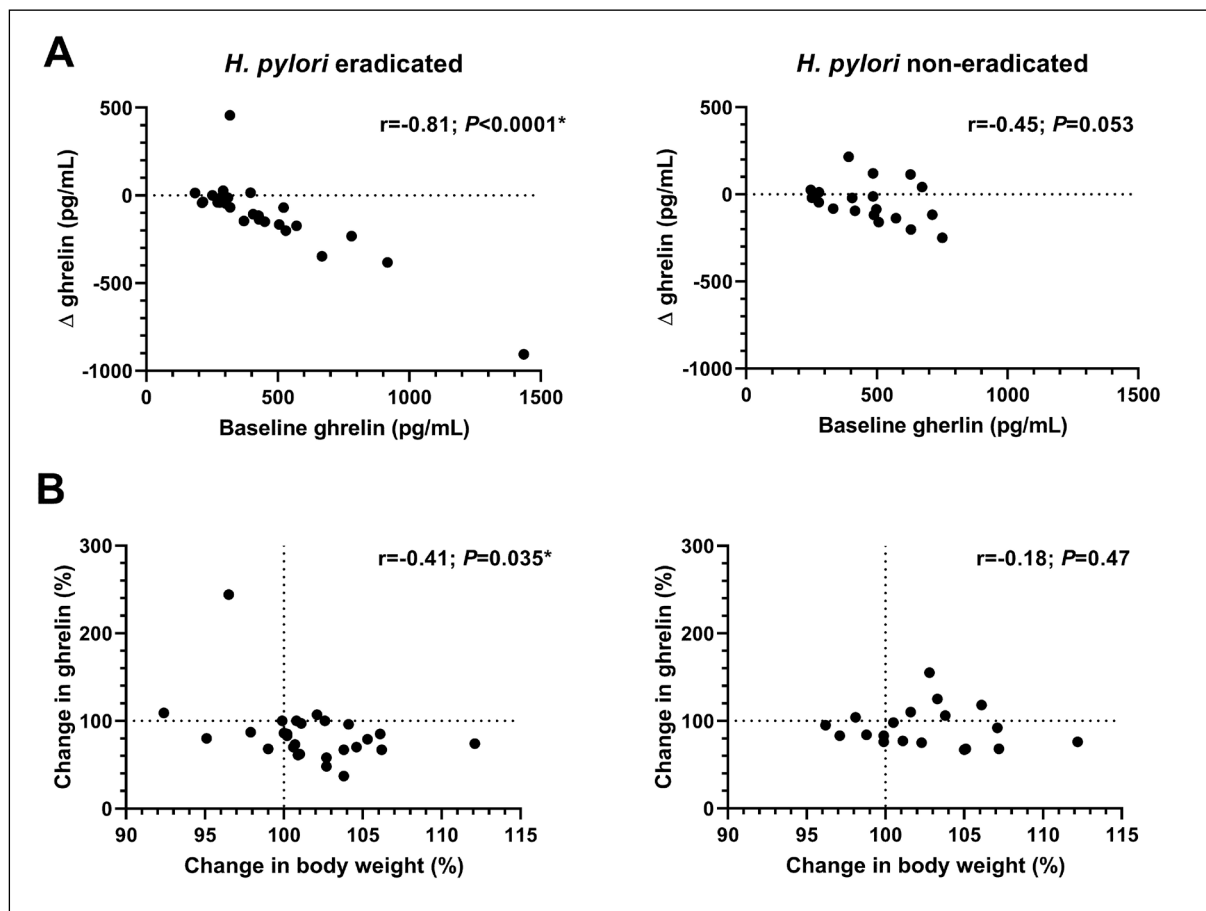 A
H. pylori eradicated
H. pylori non-eradicated
r=-0.81; P<0.0001*
r=-0.45; P=0.053
Δ ghrelin (pg/mL)
500
0
-500
-1000
0 500 1000 1500
Baseline ghrelin (pg/mL)
Δ ghrelin (pg/mL)
500
0
-500
-1000
0 500 1000 1500
Baseline gherlin (pg/mL)
B
r=-0.41; P=0.035*
r=-0.18; P=0.47
Change in ghrelin (%)
300
200
100
0
90 95 100 105 110 115
Change in body weight (%)
Change in ghrelin (%)
300
200
100
0
90 95 100 105 110 115
Change in body weight (%)